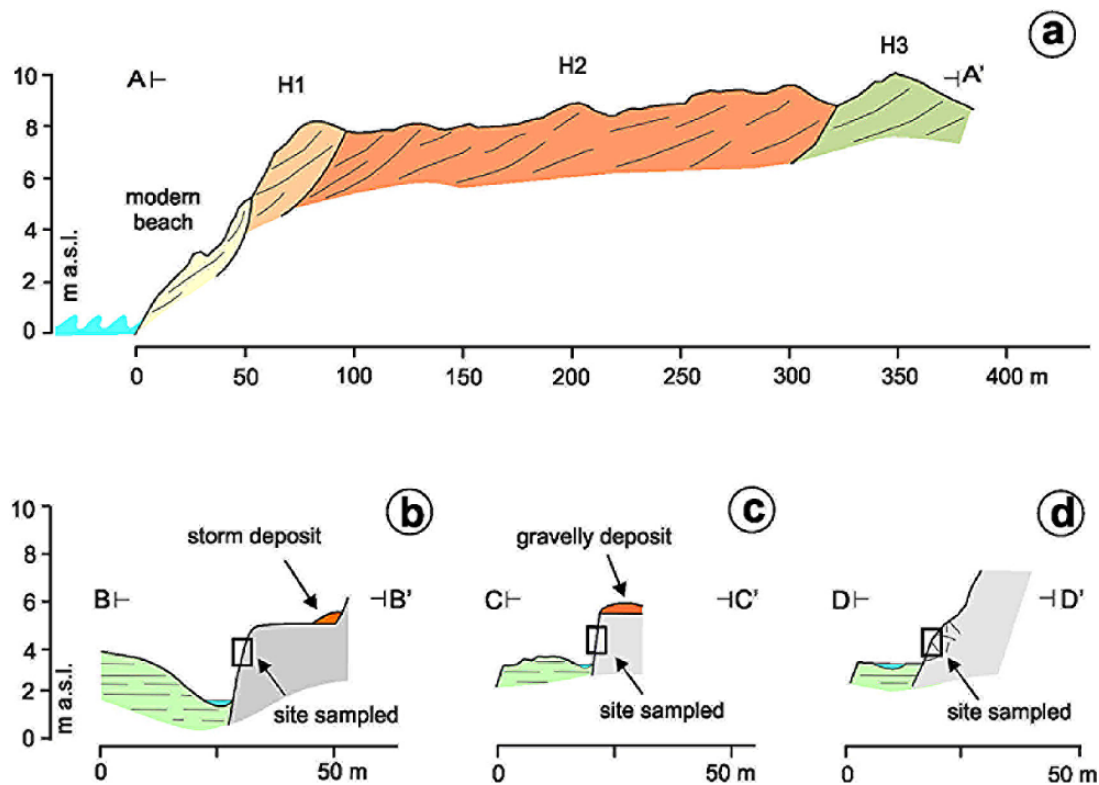 a
A⊢
H1
H2
H3
⊣A'
10
8
6
4
2
0
m a.s.l.
modern
beach
0
50
100
150
200
250
300
350
400 m
b
c
d
10
8
6
4
2
0
m a.s.l.
storm deposit
B⊢
⊣B'
site sampled
0
50 m
gravelly deposit
C⊢
⊣C'
site sampled
0
50 m
D⊢
⊣D'
site sampled
0
50 m